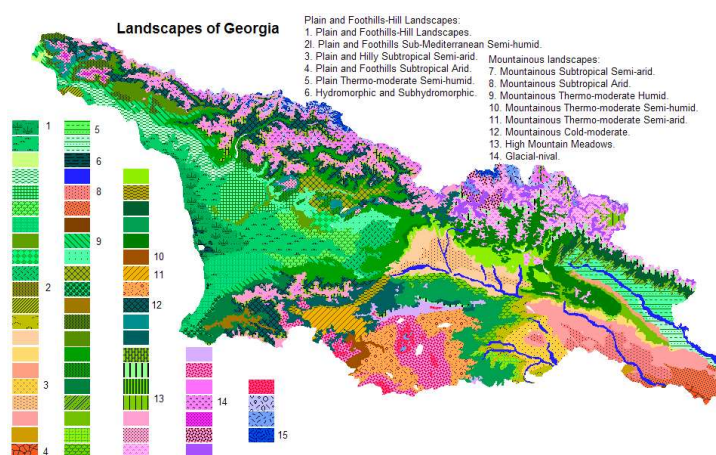 Landscapes of Georgia
Plain and Foothills-Hill Landscapes:
1. Plain and Foothills-Hill Landscapes.
2l. Plain and Foothills Sub-Mediterranean Semi-humid.
3. Plain and Hilly Subtropical Semi-arid.
4. Plain and Foothills Subtropical Arid.
5. Plain Thermo-moderate Semi-humid.
6. Hydromorphic and Subhydromorphic.
Mountainous landscapes:
7. Mountainous Subtropical Semi-arid.
8. Mountainous Subtropical Arid.
9. Mountainous Thermo-moderate Humid.
10. Mountainous Thermo-moderate Semi-humid.
11. Mountainous Thermo-moderate Semi-arid.
12. Mountainous Cold-moderate.
13. High Mountain Meadows.
14. Glacial-nival.
1
2
3
4
5
6
8
9
10
11
12
13
14
15